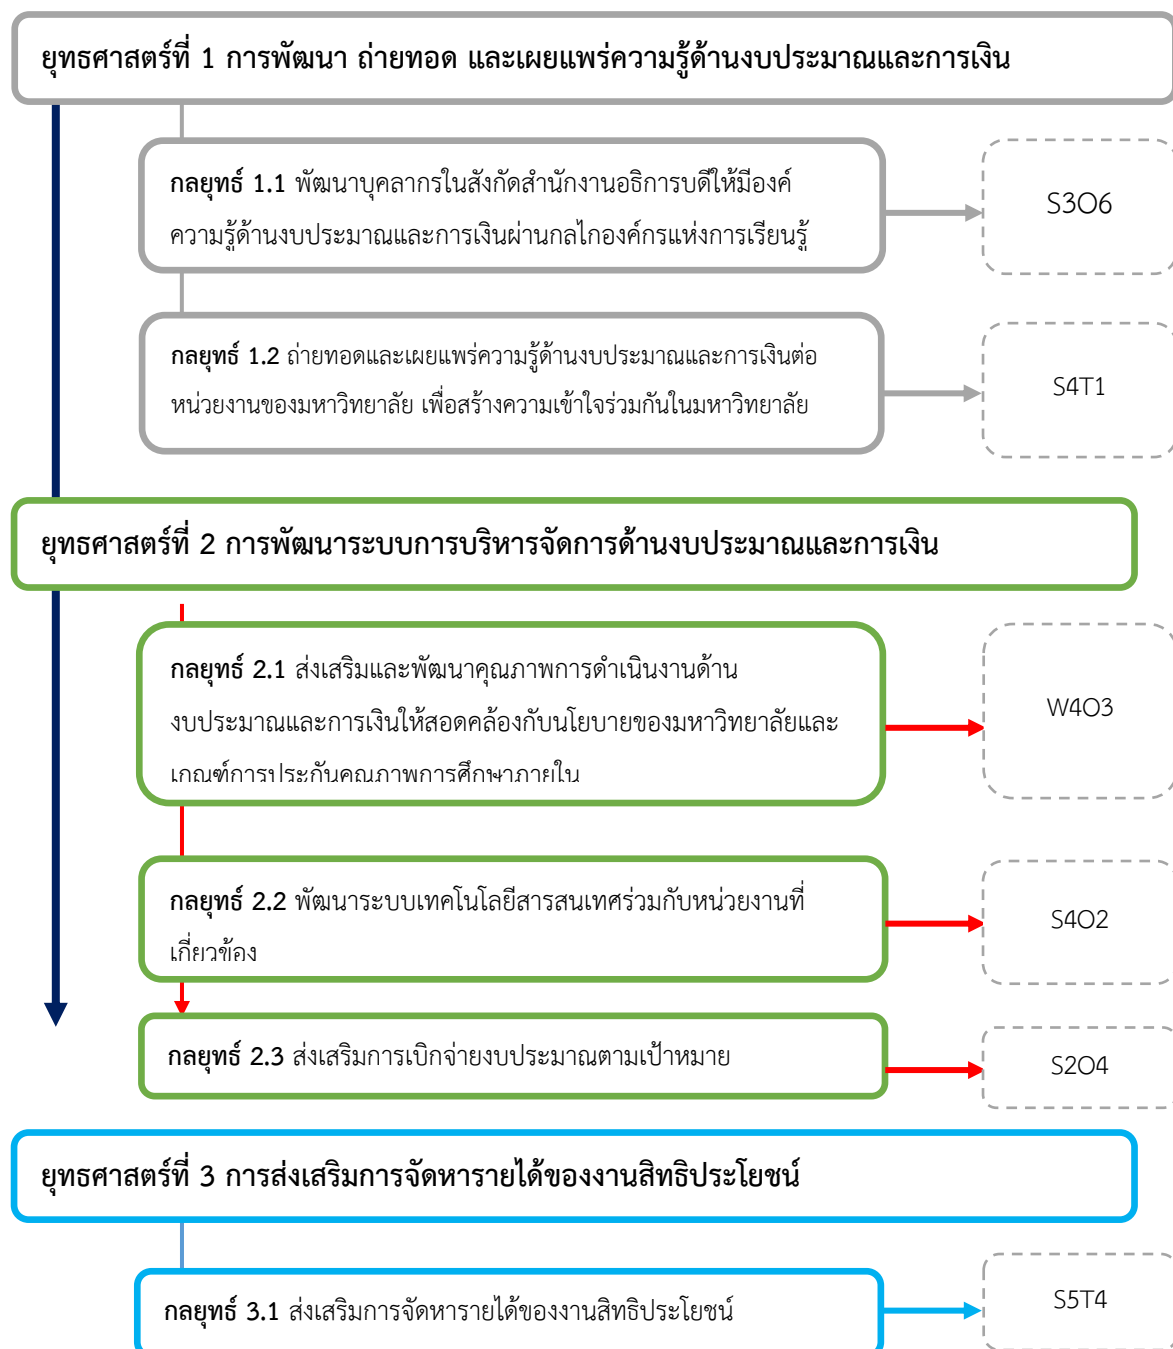 ยุทธศาสตร์ที่ 1 การพัฒนา ถ่ายทอด และเผยแพร่ความรู้ด้านงบประมาณและการเงิน
กลยุทธ์ 1.1 พัฒนาบุคลากรในสังกัดสำนักงานอธิการบดีให้มีองค์
ความรู้ด้านงบประมาณและการเงินผ่านกลไกองค์กรแห่งการเรียนรู้
S3O6
กลยุทธ์ 1.2 ถ่ายทอดและเผยแพร่ความรู้ด้านงบประมาณและการเงินต่อ
หน่วยงานของมหาวิทยาลัย เพื่อสร้างความเข้าใจร่วมกันในมหาวิทยาลัย
S4T1
ยุทธศาสตร์ที่ 2 การพัฒนาระบบการบริหารจัดการด้านงบประมาณและการเงิน
กลยุทธ์ 2.1 ส่งเสริมและพัฒนาคุณภาพการดำเนินงานด้าน
งบประมาณและการเงินให้สอดคล้องกับนโยบายของมหาวิทยาลัยและ
เกณฑ์การประกันคุณภาพการศึกษาภายใน
W4O3
กลยุทธ์ 2.2 พัฒนาระบบเทคโนโลยีสารสนเทศร่วมกับหน่วยงานที่
เกี่ยวข้อง
S4O2
กลยุทธ์ 2.3 ส่งเสริมการเบิกจ่ายงบประมาณตามเป้าหมาย
S2O4
ยุทธศาสตร์ที่ 3 การส่งเสริมการจัดหารายได้ของงานสิทธิประโยชน์
กลยุทธ์ 3.1 ส่งเสริมการจัดหารายได้ของงานสิทธิประโยชน์
S5T4